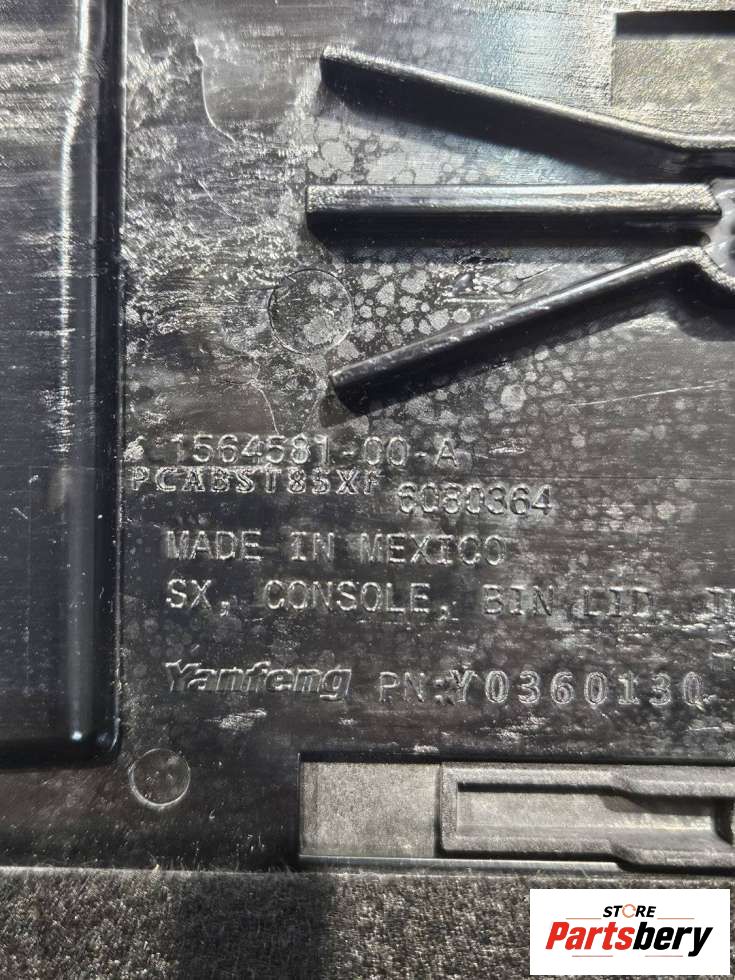 1564581-00-A
PCABST85XF 6080364
MADE IN MEXICO
SX, CONSOLE, BIN LID,
Yanfeng PN:Y0360130
STORE
Partsbery